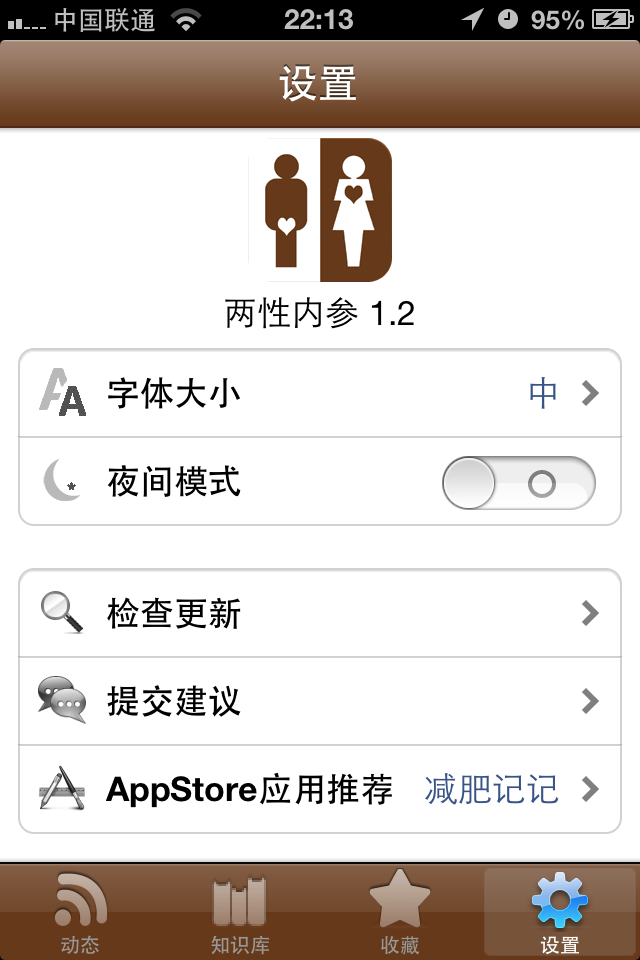 中国联通 22:13 95%
设置
两性内参 1.2
字体大小 中
夜间模式
检查更新
提交建议
AppStore应用推荐 减肥记记
动态 知识库 收藏 设置